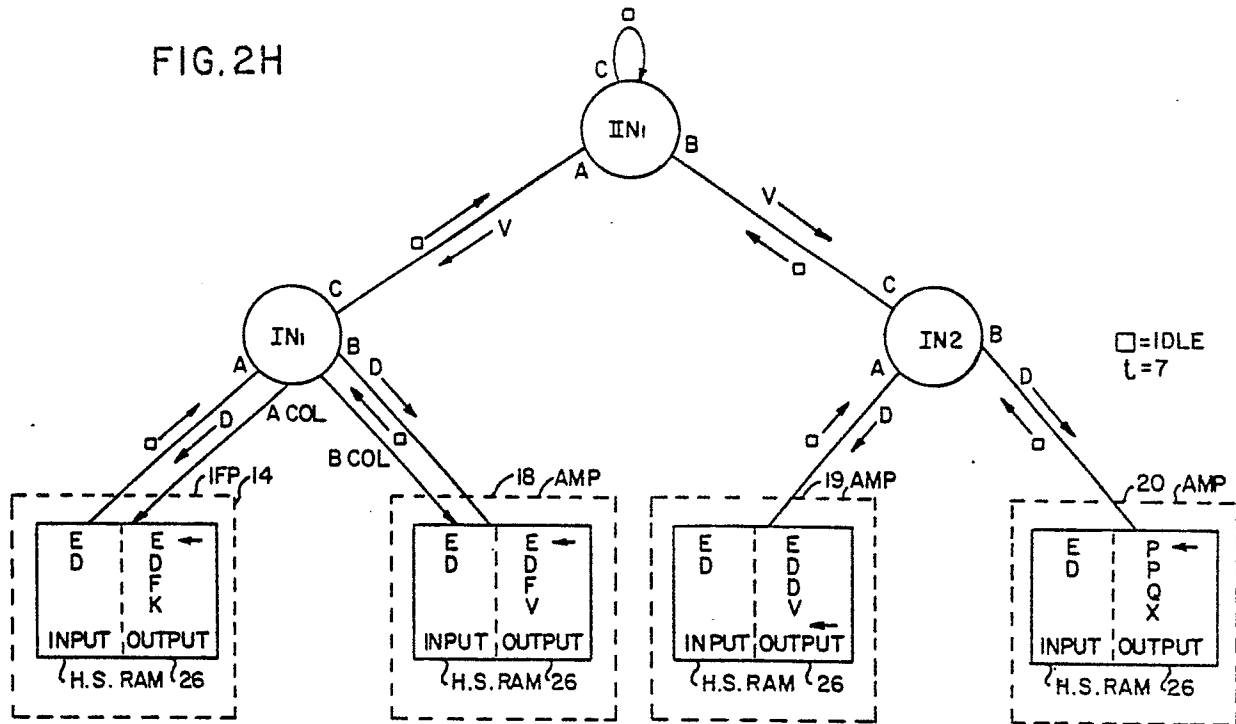 FIG. 2H
□
C
IIN1
A
B
□
V
V
□
C
IN1
A
B
C
IN2
A
B
□=IDLE
t=7
□
D
A COL
B COL
D
□
□
D
D
□
IFP 14
18 AMP
19 AMP
20 AMP
E
D
E
D
F
K
INPUT
OUTPUT
H.S. RAM 26
E
D
E
D
F
V
INPUT
OUTPUT
H.S. RAM 26
E
D
E
D
D
V
INPUT
OUTPUT
H.S. RAM 26
E
D
P
P
Q
X
INPUT
OUTPUT
H.S. RAM 26